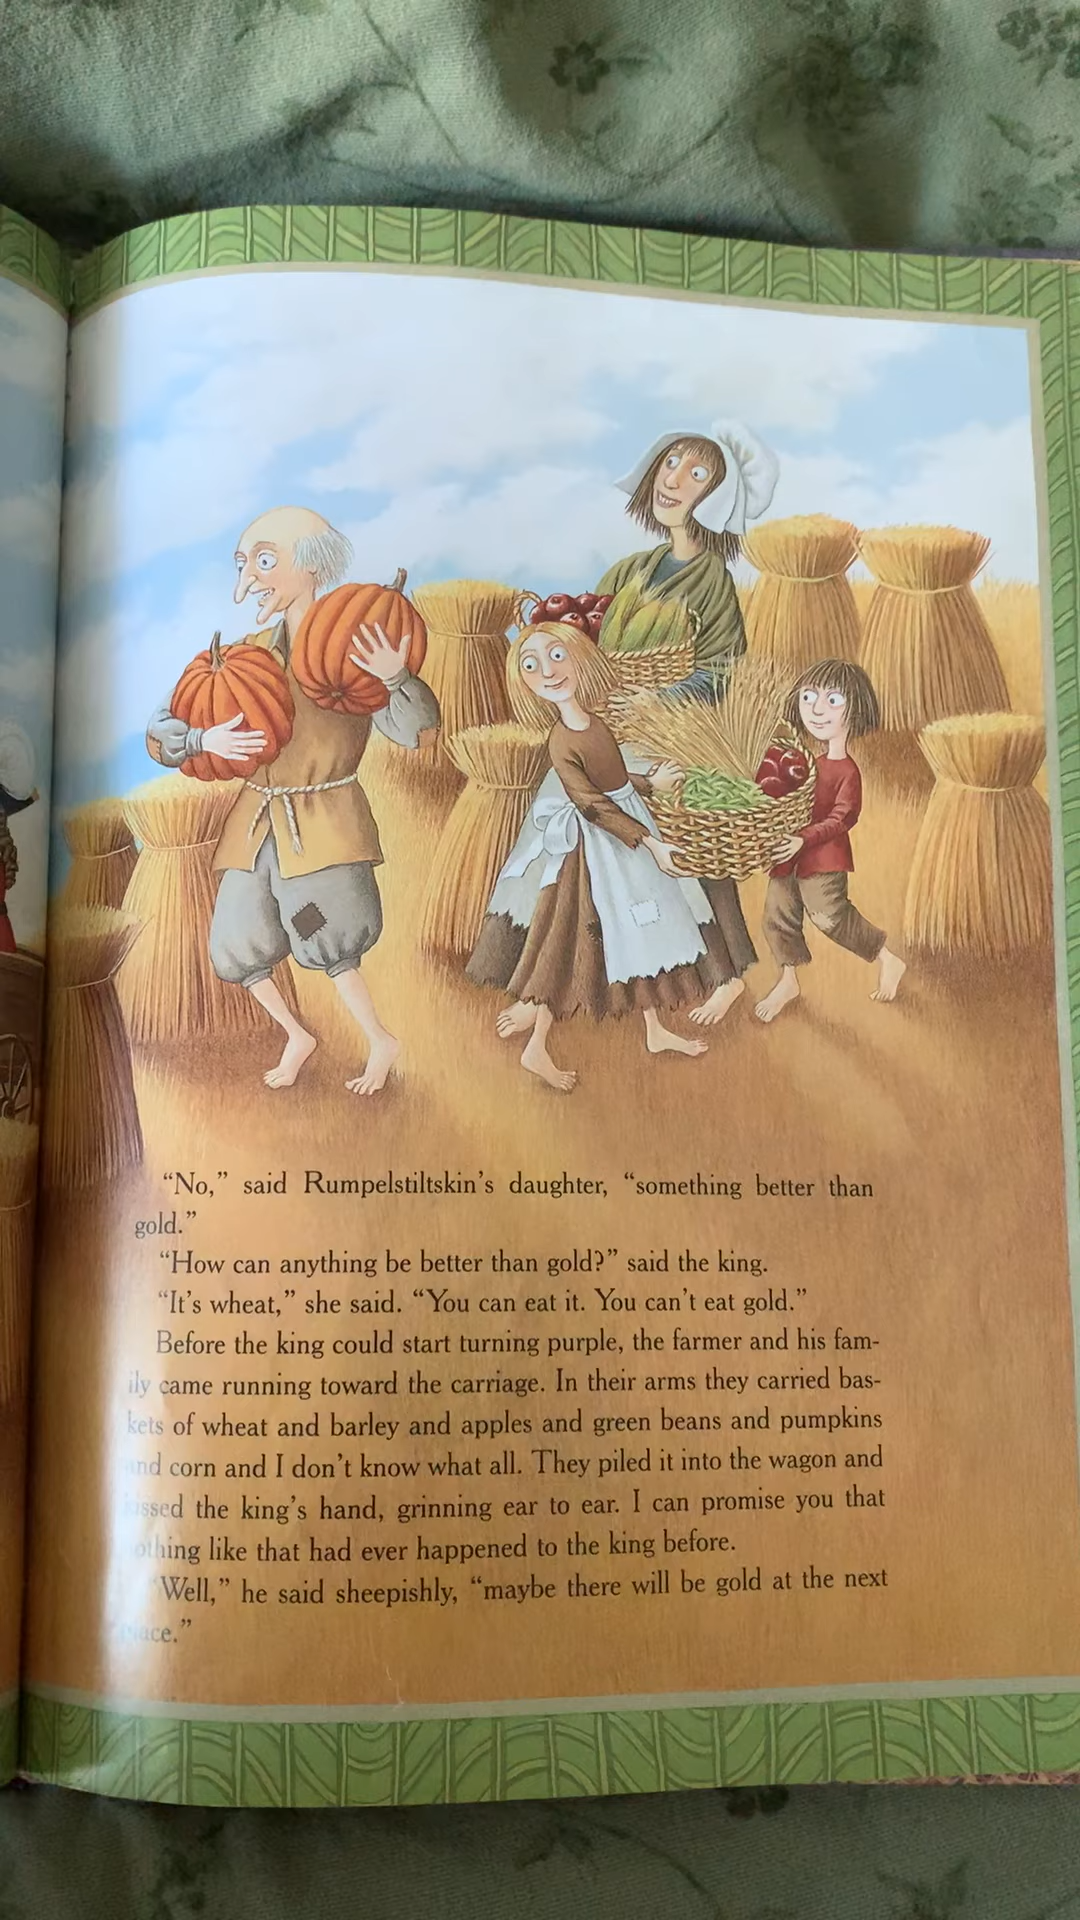 “No,” said Rumpelstiltskin’s daughter, “something better than
gold.”
“How can anything be better than gold?” said the king.
“It’s wheat,” she said. “You can eat it. You can’t eat gold.”
Before the king could start turning purple, the farmer and his fam-
ily came running toward the carriage. In their arms they carried bas-
kets of wheat and barley and apples and green beans and pumpkins
and corn and I don’t know what all. They piled it into the wagon and
kissed the king’s hand, grinning ear to ear. I can promise you that
nothing like that had ever happened to the king before.
“Well,” he said sheepishly, “maybe there will be gold at the next
place.”